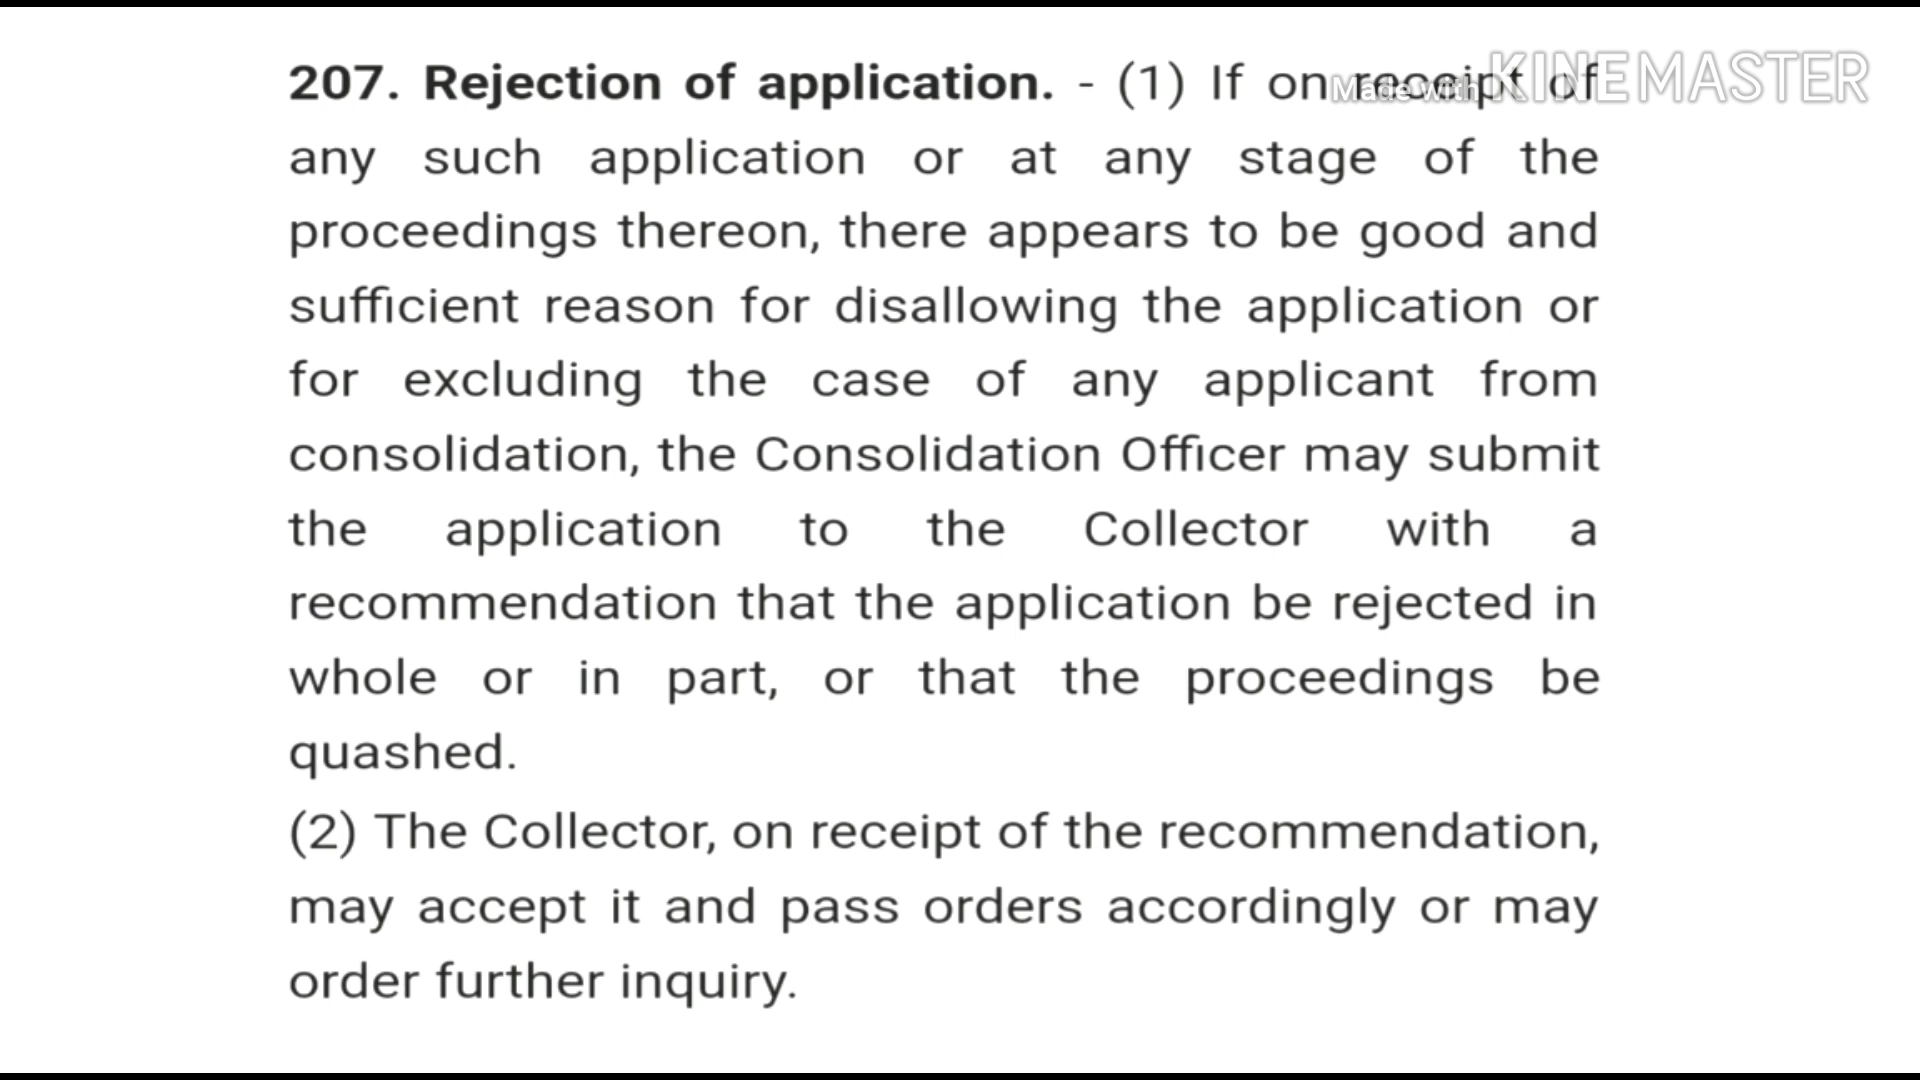 207. Rejection of application. - (1) If on receipt of
Made with KINEMASTER
any such application or at any stage of the
proceedings thereon, there appears to be good and
sufficient reason for disallowing the application or
for excluding the case of any applicant from
consolidation, the Consolidation Officer may submit
the application to the Collector with a
recommendation that the application be rejected in
whole or in part, or that the proceedings be
quashed.
(2) The Collector, on receipt of the recommendation,
may accept it and pass orders accordingly or may
order further inquiry.